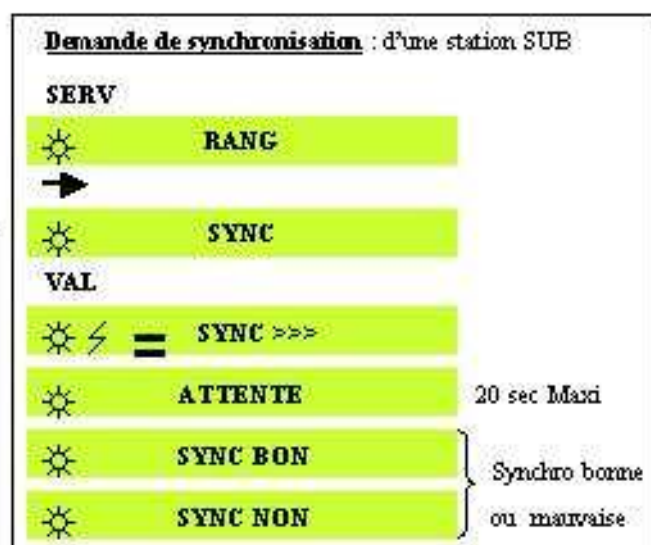 Demande de synchronisation : d'une station SUB
SERV
RANG
SYNC
VAL
SYNC >>>
ATTENTE 20 sec Maxi
SYNC BON
Synchro bonne
SYNC NON
ou mauvaise